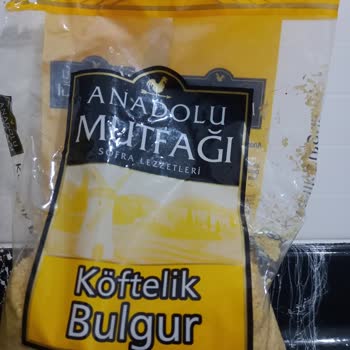 ANADOLU
MUTFAĞI
SOFRA LEZZETLERİ
Köftelik
Bulgur